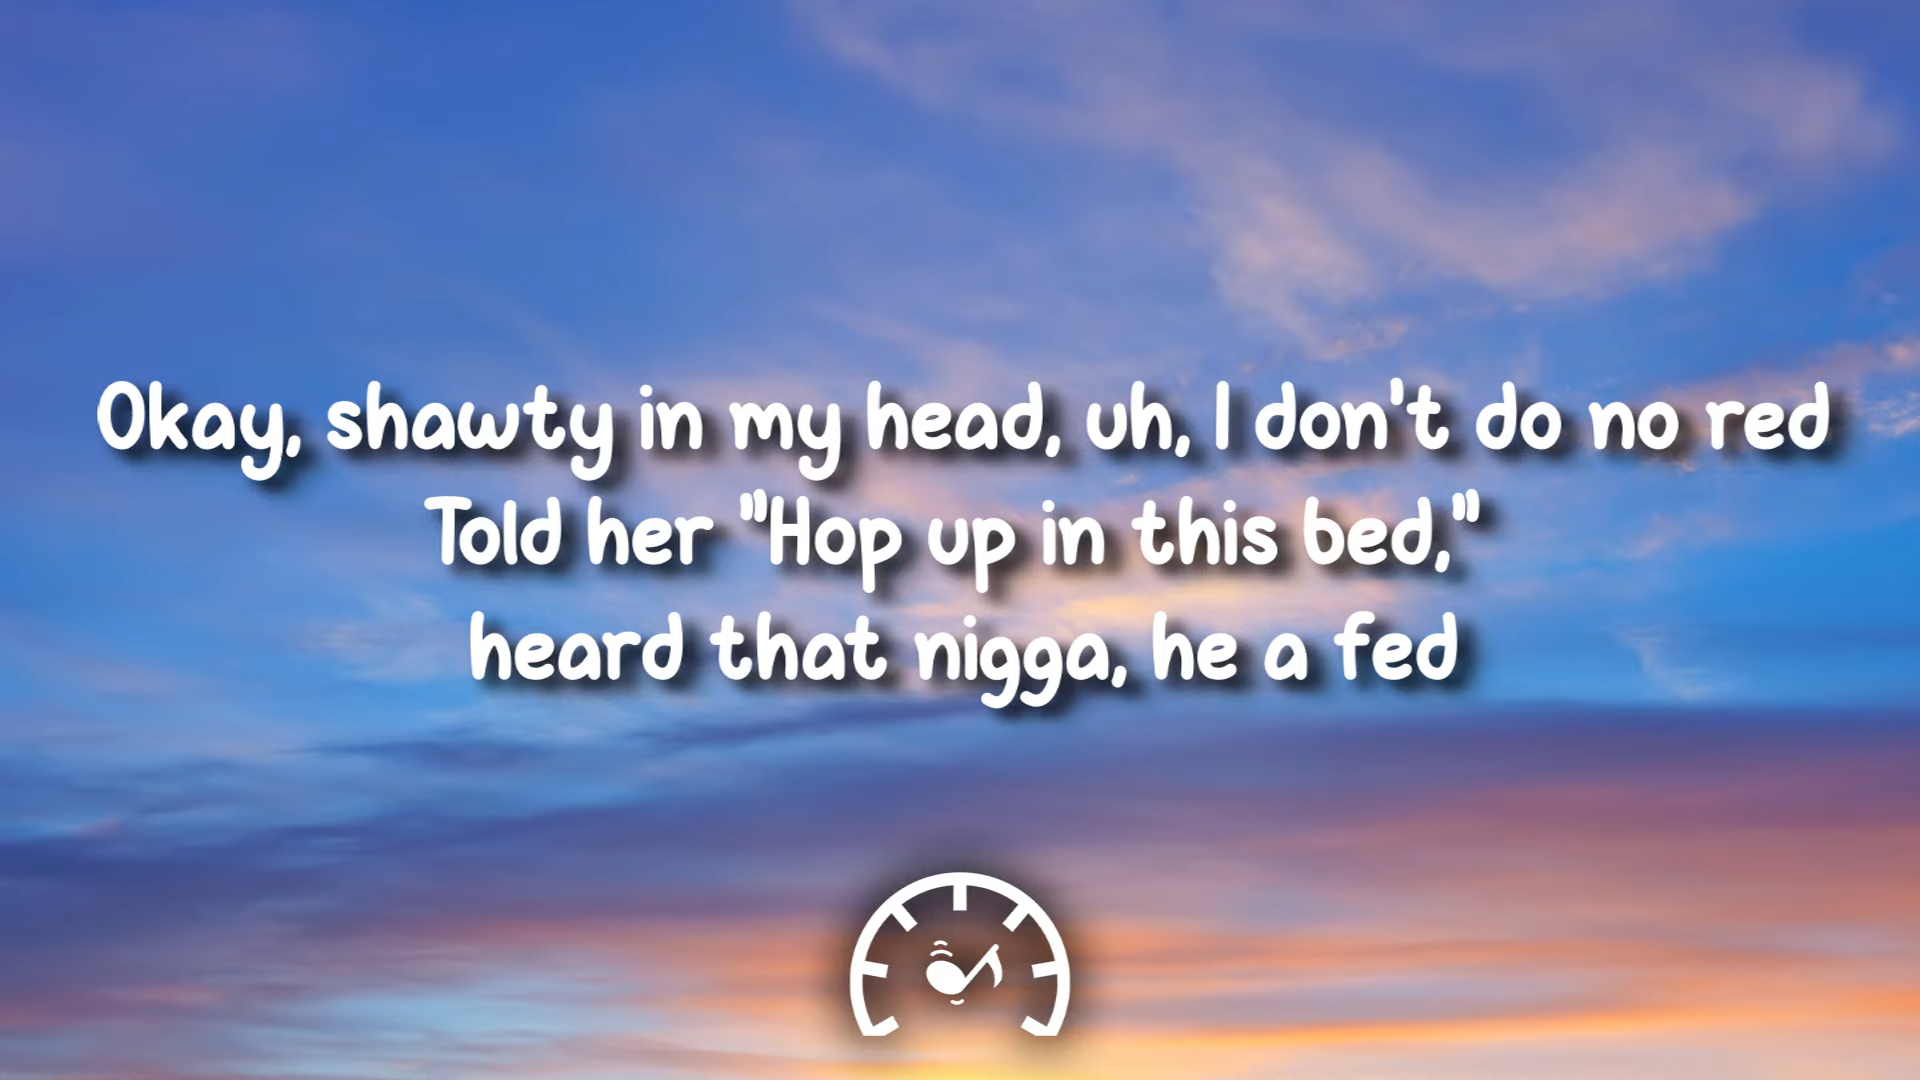 Okay, shawty in my head, uh, I don't do no red
Told her "Hop up in this bed,"
heard that nigga, he a fed